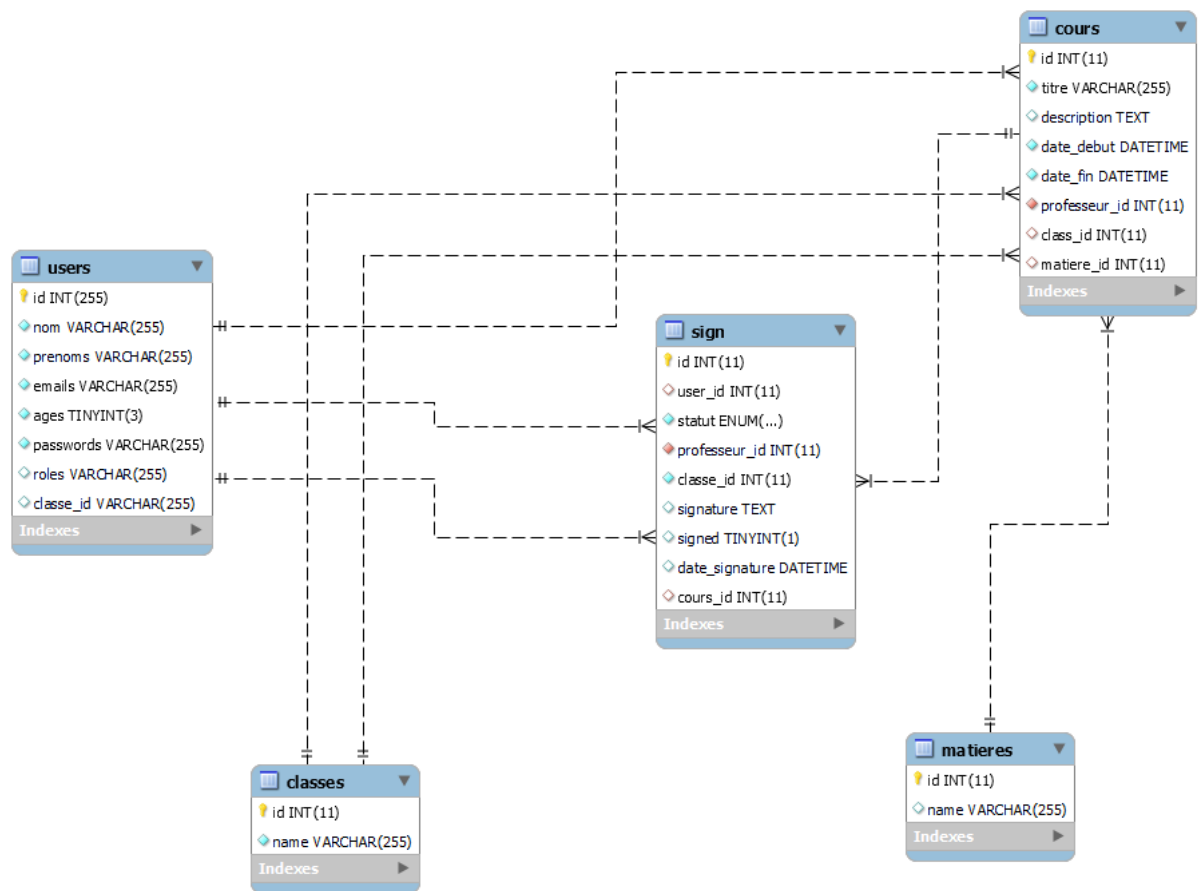 cours
id INT(11)
titre VARCHAR(255)
description TEXT
date_debut DATETIME
date_fin DATETIME
professeur_id INT(11)
class_id INT(11)
matiere_id INT(11)
Indexes
users
id INT(255)
nom VARCHAR(255)
prenoms VARCHAR(255)
emails VARCHAR(255)
ages TINYINT(3)
passwords VARCHAR(255)
roles VARCHAR(255)
classe_id VARCHAR(255)
Indexes
sign
id INT(11)
user_id INT(11)
statut ENUM(...)
professeur_id INT(11)
classe_id INT(11)
signature TEXT
signed TINYINT(1)
date_signature DATETIME
cours_id INT(11)
Indexes
classes
id INT(11)
name VARCHAR(255)
Indexes
matieres
id INT(11)
name VARCHAR(255)
Indexes